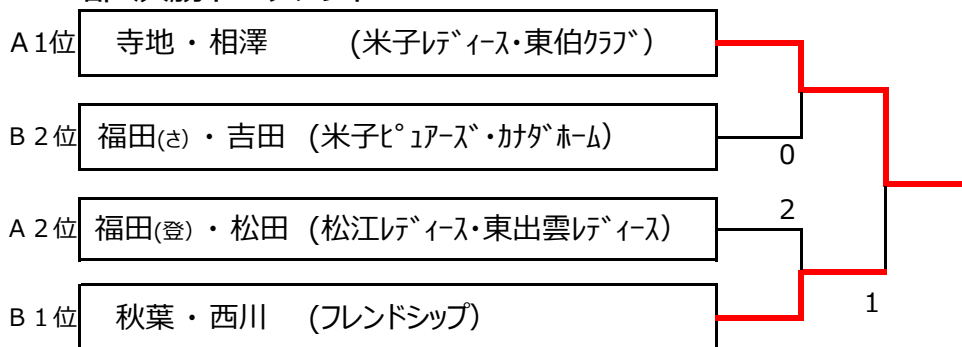 A 1位 寺地・相澤 (米子ﾚﾃﾞｨｰｽ・東伯ｸﾗﾌﾞ)
B 2位 福田(さ)・吉田 (米子ﾋﾟｭｱｰｽﾞ・ｶﾅﾀﾞﾎｰﾑ)
0
A 2位 福田(登)・松田 (松江ﾚﾃﾞｨｰｽ・東出雲ﾚﾃﾞｨｰｽ)
2
B 1位 秋葉・西川 (フレンドシップ)
1